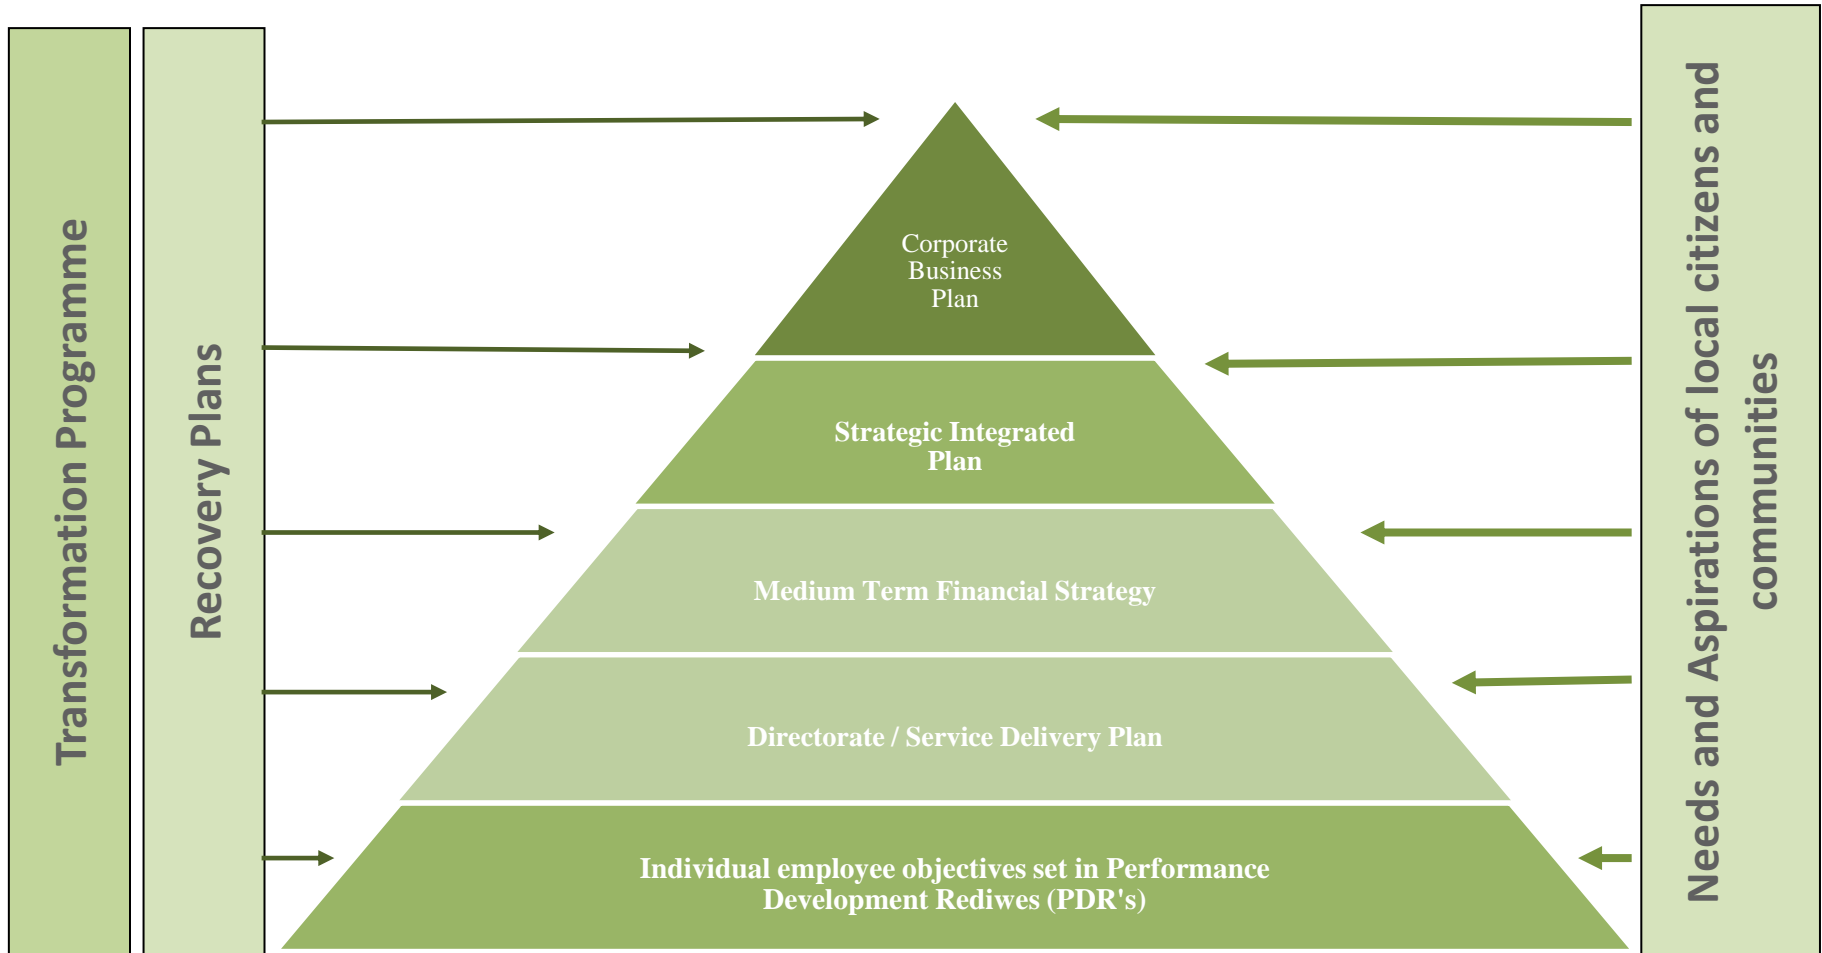 Transformation Programme
Recovery Plans
Corporate
Business
Plan
Strategic Integrated
Plan
Medium Term Financial Strategy
Directorate / Service Delivery Plan
Individual employee objectives set in Performance
Development Rediwes (PDR's)
Needs and Aspirations of local citizens and
communities